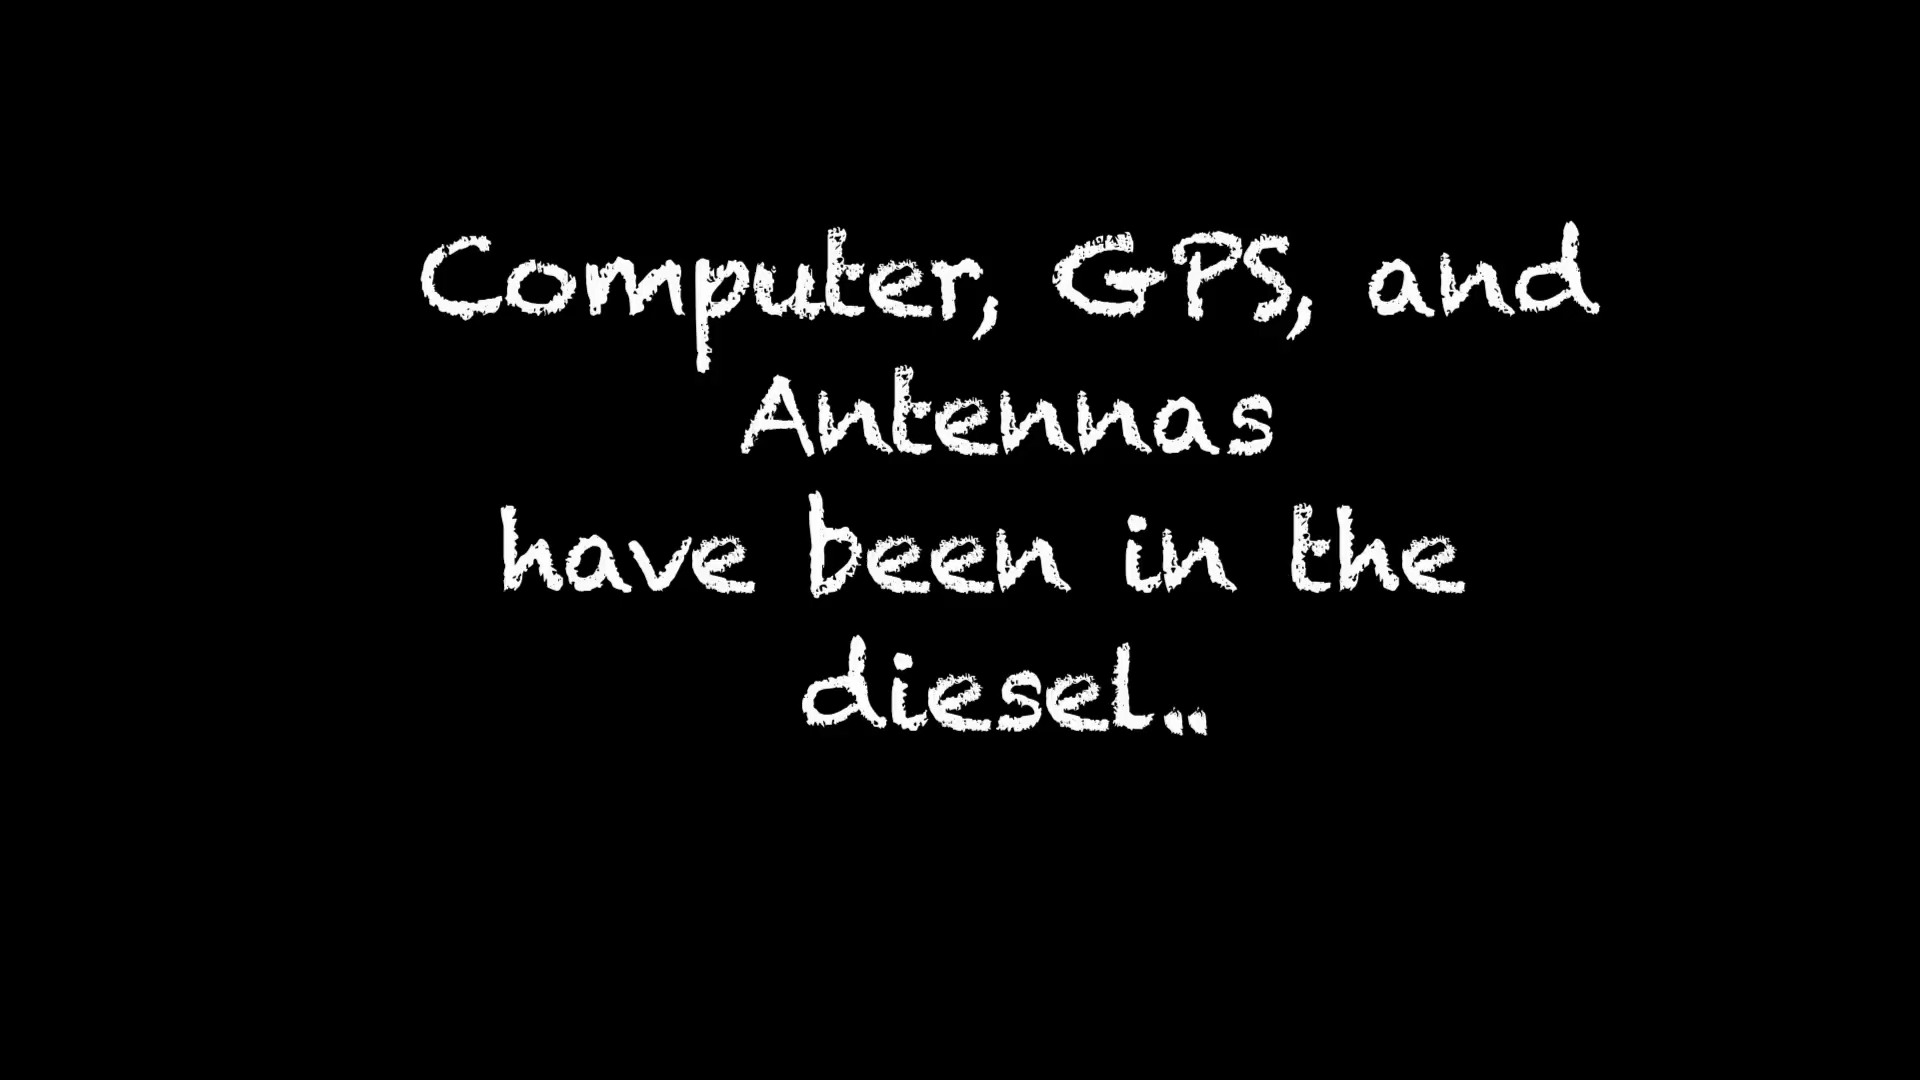 Computer, GPS, and
Antennas
have been in the
diesel..